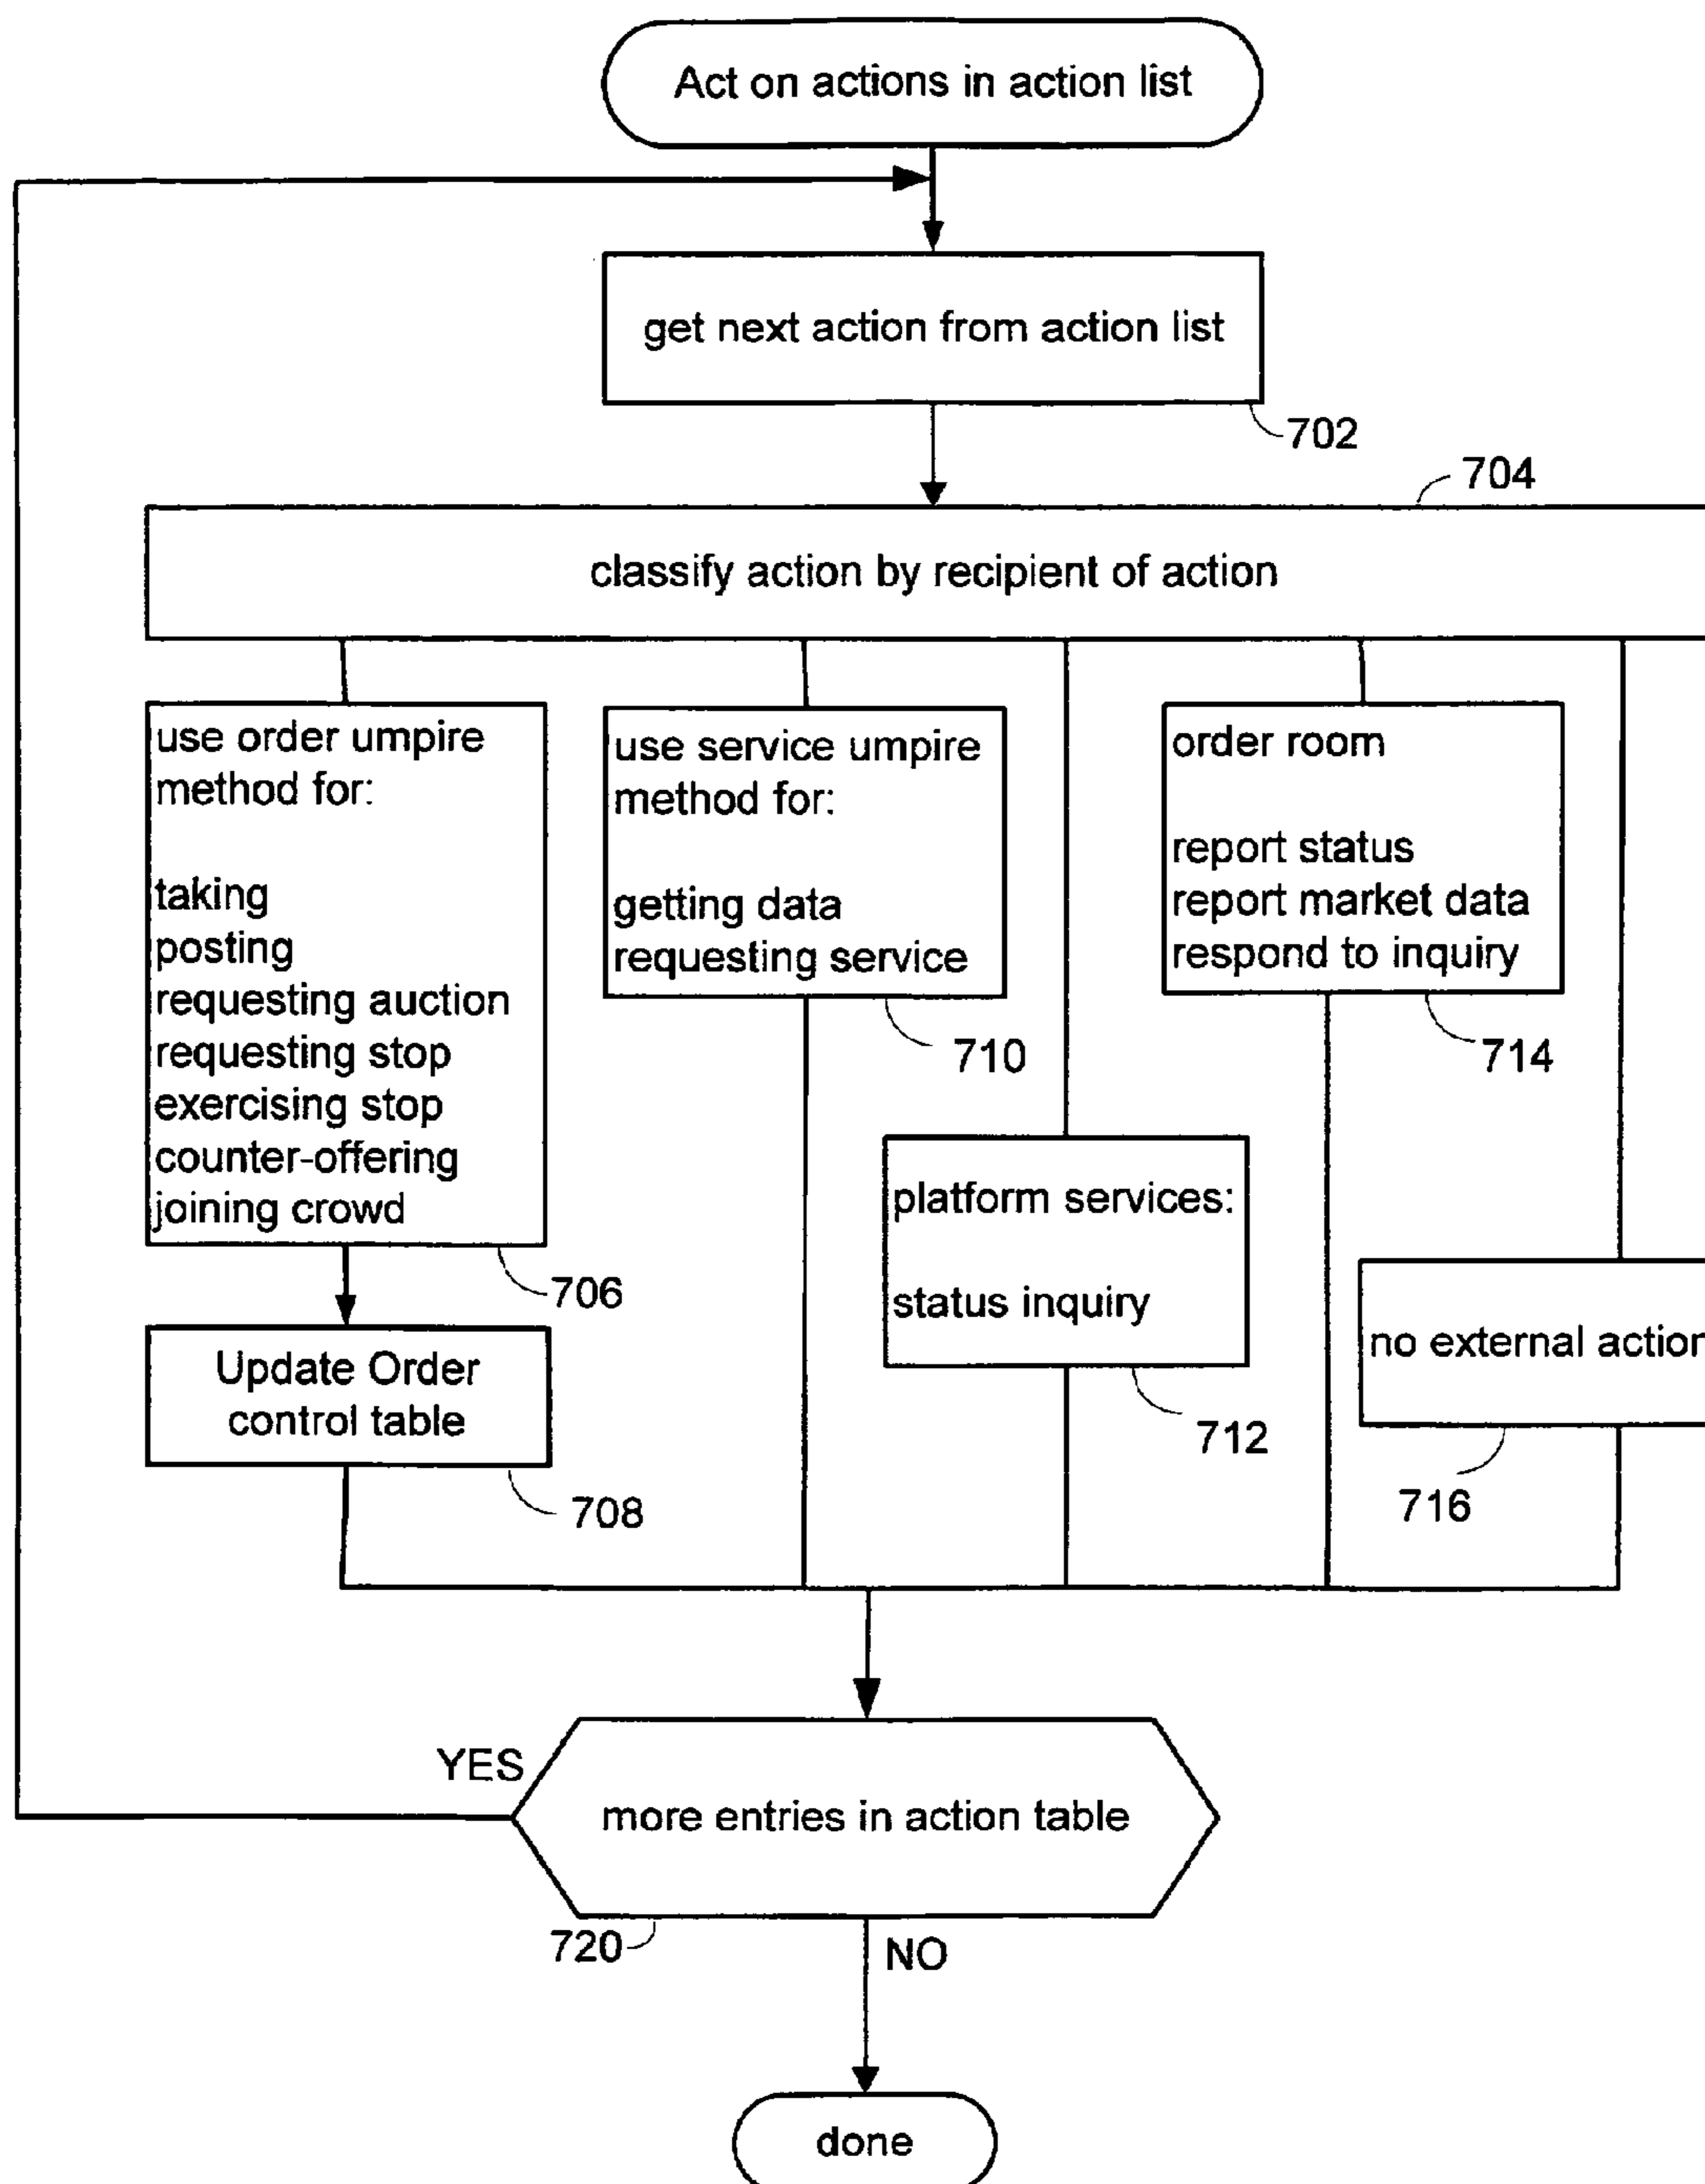 Act on actions in action list
get next action from action list
702
704
classify action by recipient of action
use order umpire
method for:
taking
posting
requesting auction
requesting stop
exercising stop
counter-offering
joining crowd
706
Update Order
control table
708
use service umpire
method for:
getting data
requesting service
710
platform services:
status inquiry
712
order room
report status
report market data
respond to inquiry
714
no external action
716
YES
more entries in action table
720
NO
done